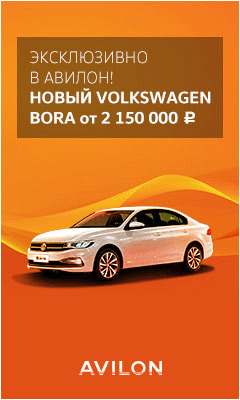 ЭКСКЛЮЗИВНО
В АВИЛОН!
НОВЫЙ VOLKSWAGEN
BORA от 2 150 000 ₽
AVILON